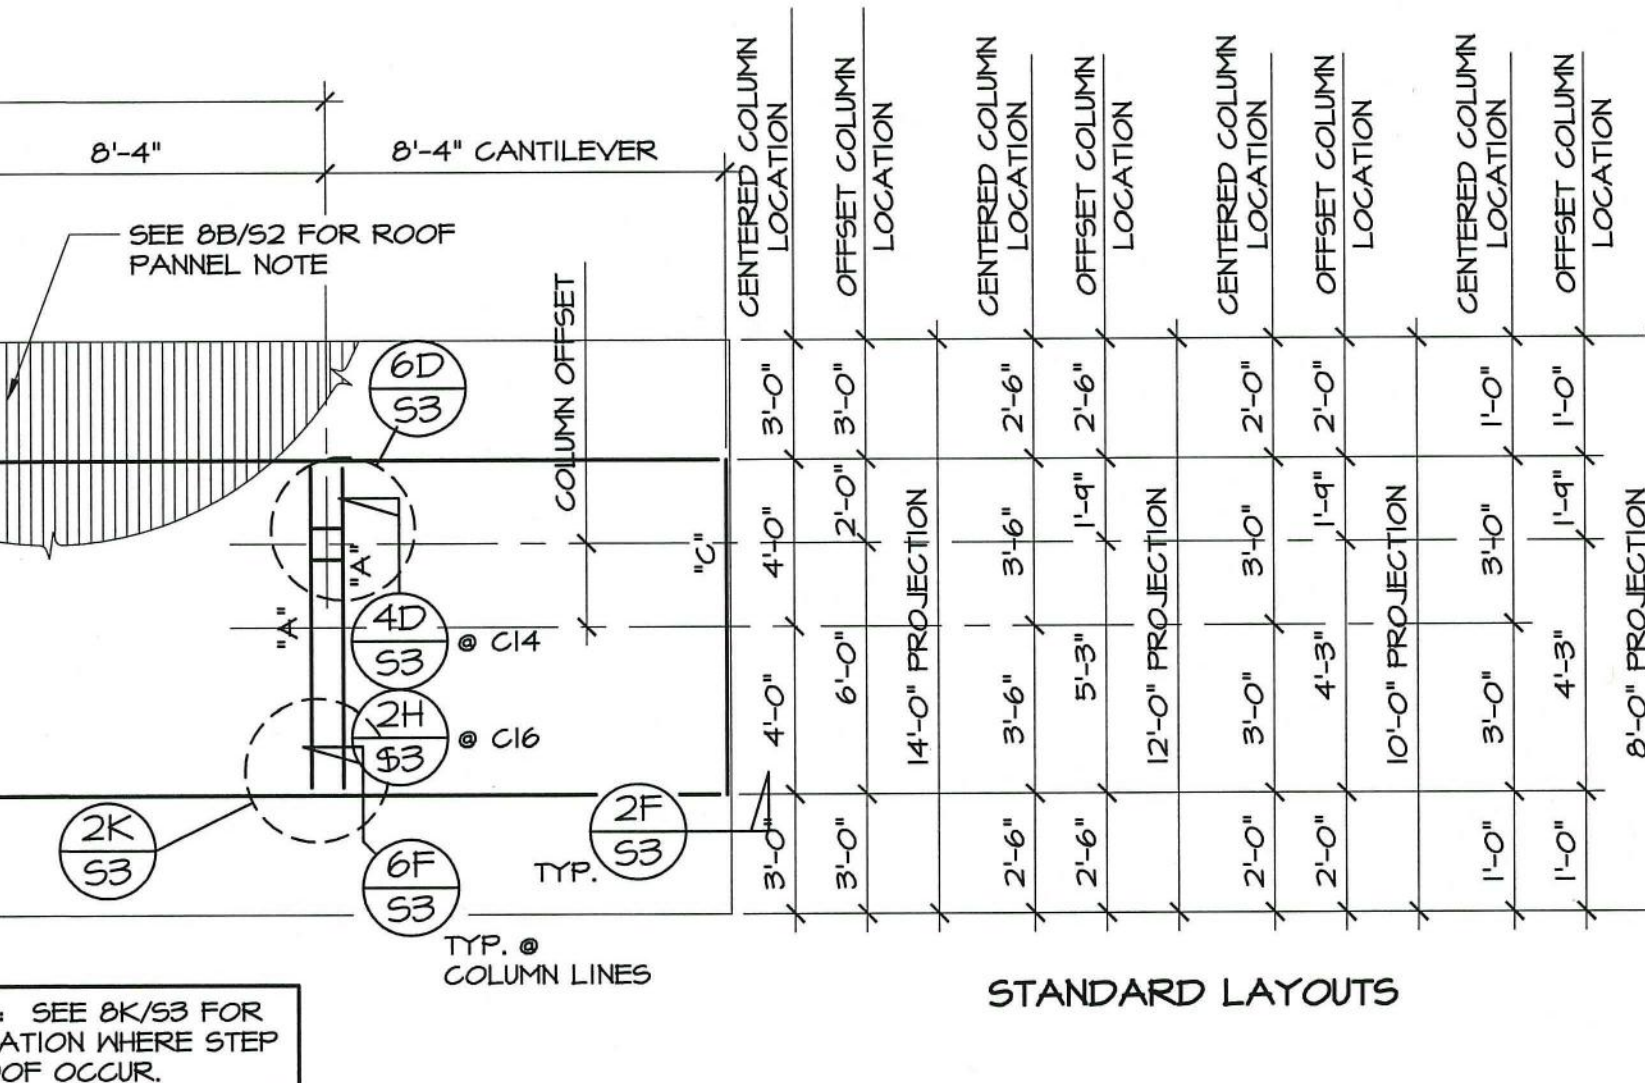 8'-4"
8'-4" CANTILEVER
SEE 8B/S2 FOR ROOF
PANNEL NOTE
6D
S3
COLUMN OFFSET
"A"
"A"
"C"
4D
S3
@ C14
2H
S3
@ C16
2K
S3
6F
S3
TYP. @
COLUMN LINES
TYP.
2F
S3
: SEE 8K/S3 FOR
ATION WHERE STEP
OOF OCCUR.
CENTERED COLUMN
LOCATION
3'-0"
4'-0"
4'-0"
3'-0"
OFFSET COLUMN
LOCATION
3'-0"
2'-0"
6'-0"
3'-0"
14'-0" PROJECTION
CENTERED COLUMN
LOCATION
2'-6"
3'-6"
3'-6"
2'-6"
OFFSET COLUMN
LOCATION
2'-6"
1'-9"
5'-3"
2'-6"
12'-0" PROJECTION
CENTERED COLUMN
LOCATION
2'-0"
3'-0"
3'-0"
2'-0"
OFFSET COLUMN
LOCATION
2'-0"
1'-9"
4'-3"
2'-0"
10'-0" PROJECTION
CENTERED COLUMN
LOCATION
1'-0"
3'-0"
3'-0"
1'-0"
OFFSET COLUMN
LOCATION
1'-0"
1'-9"
4'-3"
1'-0"
8'-0" PROJECTION
STANDARD LAYOUTS